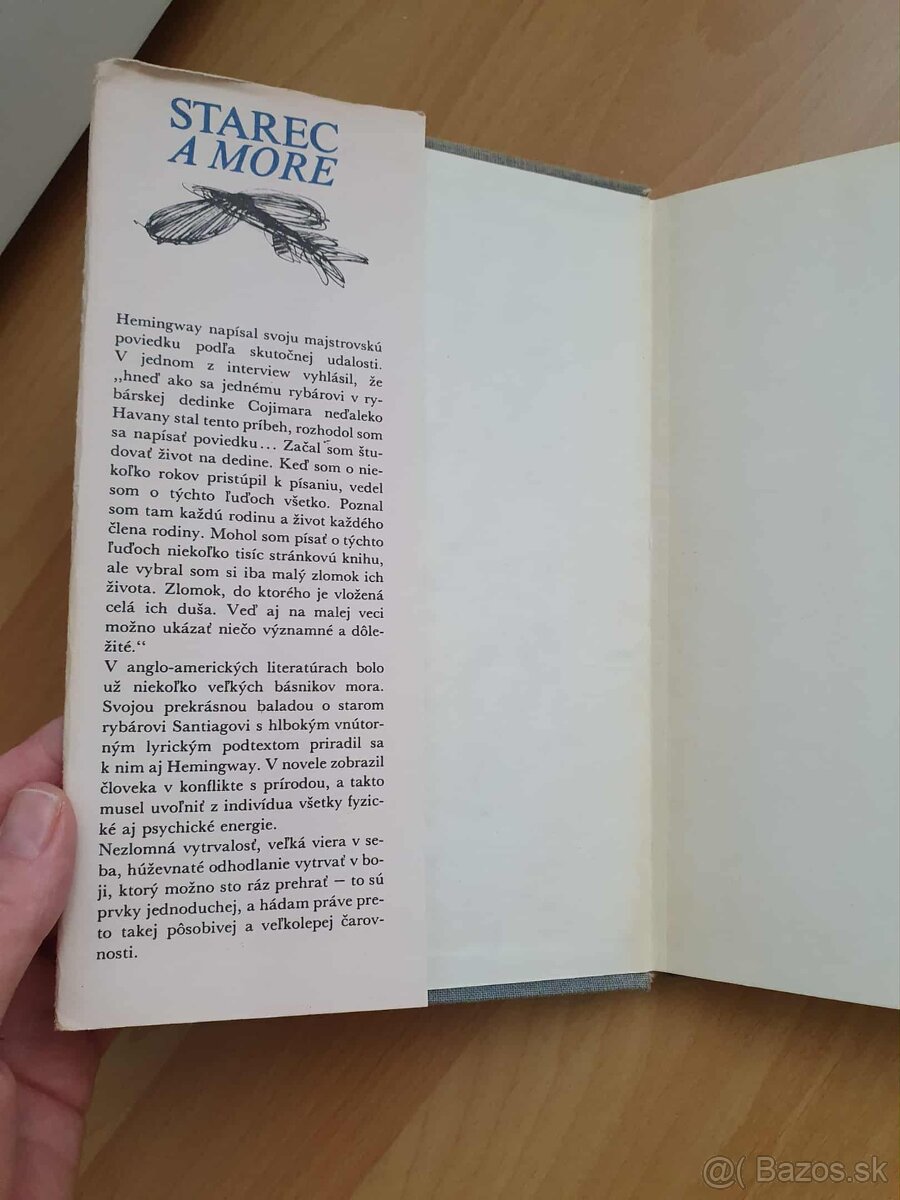 STAREC
A MORE
Hemingway napísal svoju majstrovskú
poviedku podľa skutočnej udalosti.
V jednom z interview vyhlásil, že
„hneď ako sa jednému rybárovi v ry-
bárskej dedinke Cojimara neďaleko
Havany stal tento príbeh, rozhodol som
sa napísať poviedku... Začal som štu-
dovať život na dedine. Keď som o nie-
koľko rokov pristúpil k písaniu, vedel
som o týchto ľuďoch všetko. Poznal
som tam každú rodinu a život každého
člena rodiny. Mohol som písať o týchto
ľuďoch niekoľko tisíc stránkovú knihu,
ale vybral som si iba malý zlomok ich
života. Zlomok, do ktorého je vložená
celá ich duša. Veď aj na malej veci
možno ukázať niečo významné a dôle-
žité.“
V anglo-amerických literatúrach bolo
už niekoľko veľkých básnikov mora.
Svojou prekrásnou baladou o starom
rybárovi Santiagovi s hlbokým vnútor-
ným lyrickým podtextom priradil sa
k nim aj Hemingway. V novele zobrazil
človeka v konflikte s prírodou, a takto
musel uvoľniť z indivídua všetky fyzic-
ké aj psychické energie.
Nezlomná vytrvalosť, veľká viera v se-
ba, húževnaté odhodlanie vytrvať v bo-
ji, ktorý možno sto ráz prehrať – to sú
prvky jednoduchej, a hádam práve pre-
to takej pôsobivej a veľkolepej čarov-
nosti.
@( Bazos.sk